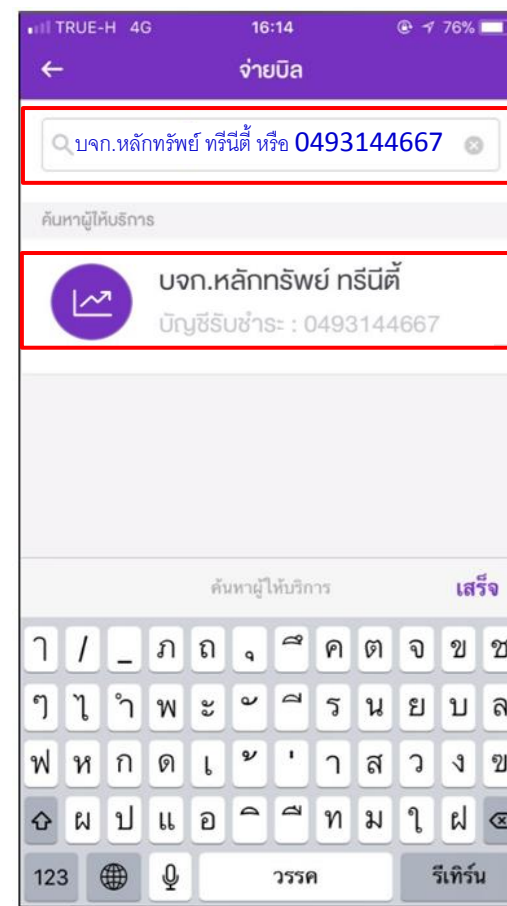 TRUE-H 4G 16:14 76%
จ่ายบิล
บจก.หลักทรัพย์ ทรีนีตี้ หรือ 0493144667
ค้นหาผู้ให้บริการ
บจก.หลักทรัพย์ ทรีนีตี้
บัญชีรับชำระ : 0493144667
ค้นหาผู้ให้บริการ เสร็จ
ๅ / _ ภ ถ ุ ึ ค ต จ ข ช
ๆ ไ ำ พ ะ ั ี ร น ย บ ล
ฟ ห ก ด เ ้ ่ า ส ว ง ฃ
ผ ป แ อ ิ ื ท ม ใ ฝ
123 วรรค รีเทิร์น